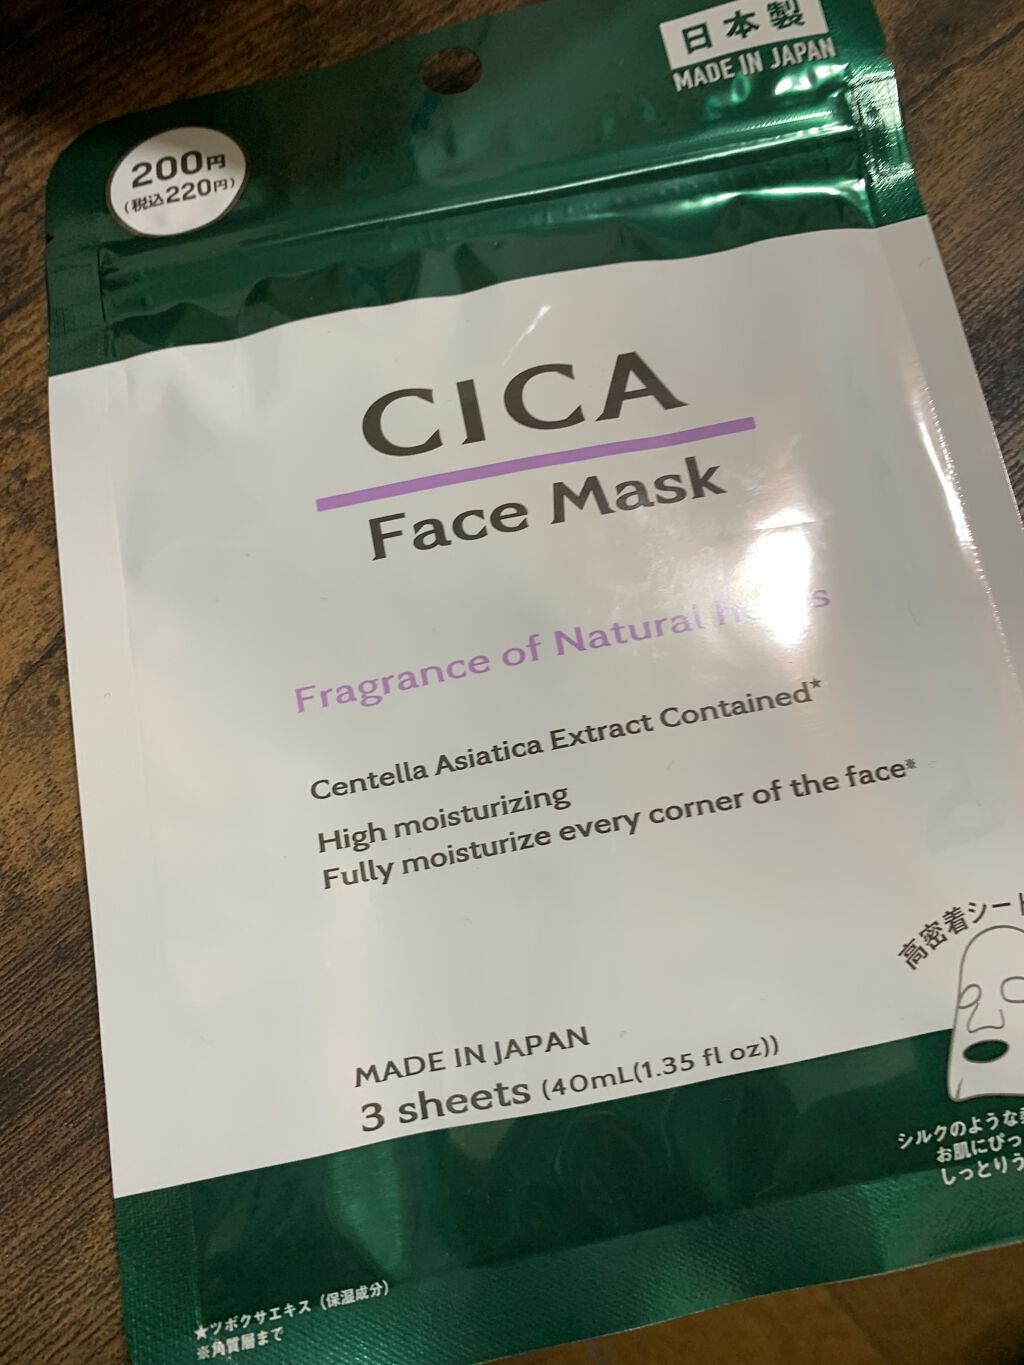 日本製
MADE IN JAPAN
200円
(税込220円)
CICA
Face Mask
Fragrance of Natural
Centella Asiatica Extract Contained★
High moisturizing
Fully moisturize every corner of the face※
高密着シート
MADE IN JAPAN
3 sheets (40mL(1.35 fl oz))
シルクのような
お肌にぴっ
しっとりう
★ツボクサエキス（保湿成分）
※角質層まで